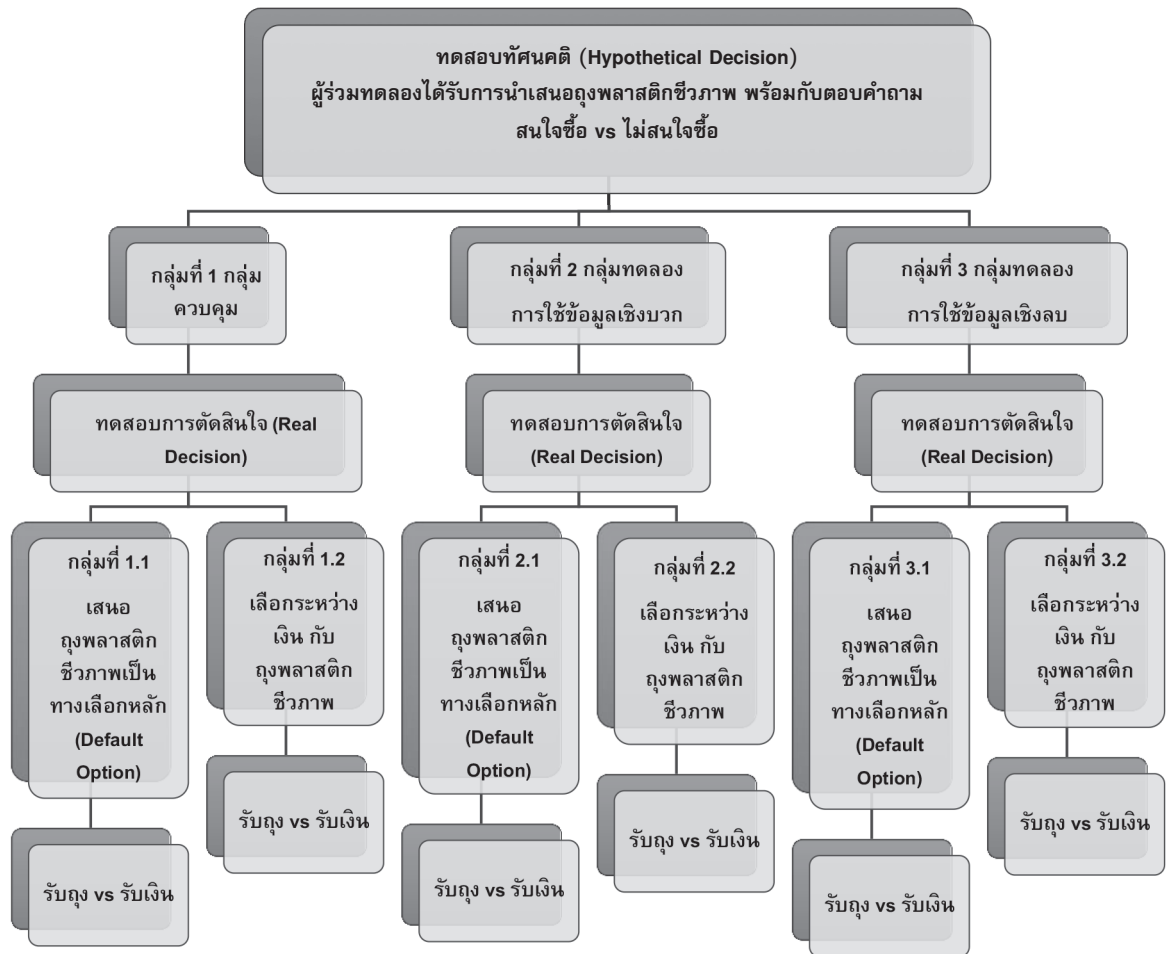 ทดสอบทัศนคติ (Hypothetical Decision)
ผู้ร่วมทดลองได้รับการนำเสนอถุงพลาสติกชีวภาพ พร้อมกับตอบคำถาม
สนใจซื้อ vs ไม่สนใจซื้อ
กลุ่มที่ 1 กลุ่ม
ควบคุม
กลุ่มที่ 2 กลุ่มทดลอง
การใช้ข้อมูลเชิงบวก
กลุ่มที่ 3 กลุ่มทดลอง
การใช้ข้อมูลเชิงลบ
ทดสอบการตัดสินใจ (Real
Decision)
ทดสอบการตัดสินใจ
(Real Decision)
ทดสอบการตัดสินใจ
(Real Decision)
กลุ่มที่ 1.1
เสนอ
ถุงพลาสติก
ชีวภาพเป็น
ทางเลือกหลัก
(Default
Option)
กลุ่มที่ 1.2
เลือกระหว่าง
เงิน กับ
ถุงพลาสติก
ชีวภาพ
กลุ่มที่ 2.1
เสนอ
ถุงพลาสติก
ชีวภาพเป็น
ทางเลือกหลัก
(Default
Option)
กลุ่มที่ 2.2
เลือกระหว่าง
เงิน กับ
ถุงพลาสติก
ชีวภาพ
กลุ่มที่ 3.1
เสนอ
ถุงพลาสติก
ชีวภาพเป็น
ทางเลือกหลัก
(Default
Option)
กลุ่มที่ 3.2
เลือกระหว่าง
เงิน กับ
ถุงพลาสติก
ชีวภาพ
รับถุง vs รับเงิน
รับถุง vs รับเงิน
รับถุง vs รับเงิน
รับถุง vs รับเงิน
รับถุง vs รับเงิน
รับถุง vs รับเงิน